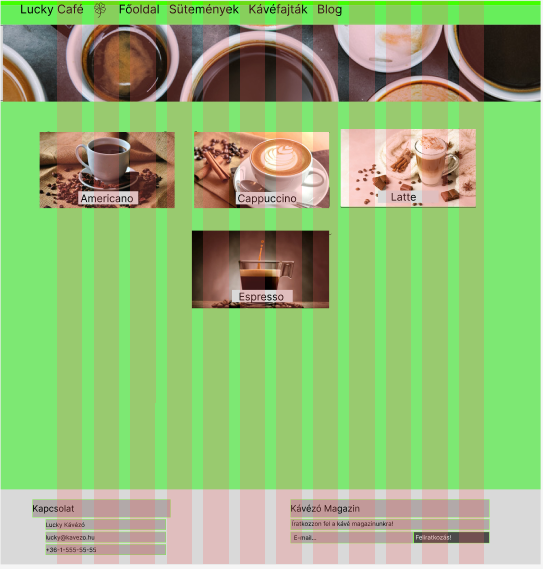 Lucky Café Főoldal Sütemények Kávéfajták Blog
Americano
Cappuccino
Latte
Espresso
Kapcsolat
Lucky Kávézó
lucky@kavezo.hu
+36-1-555-55-55
Kávézó Magazin
Iratkozzon fel a kávé magazinunkra!
E-mail...
Feliratkozás!